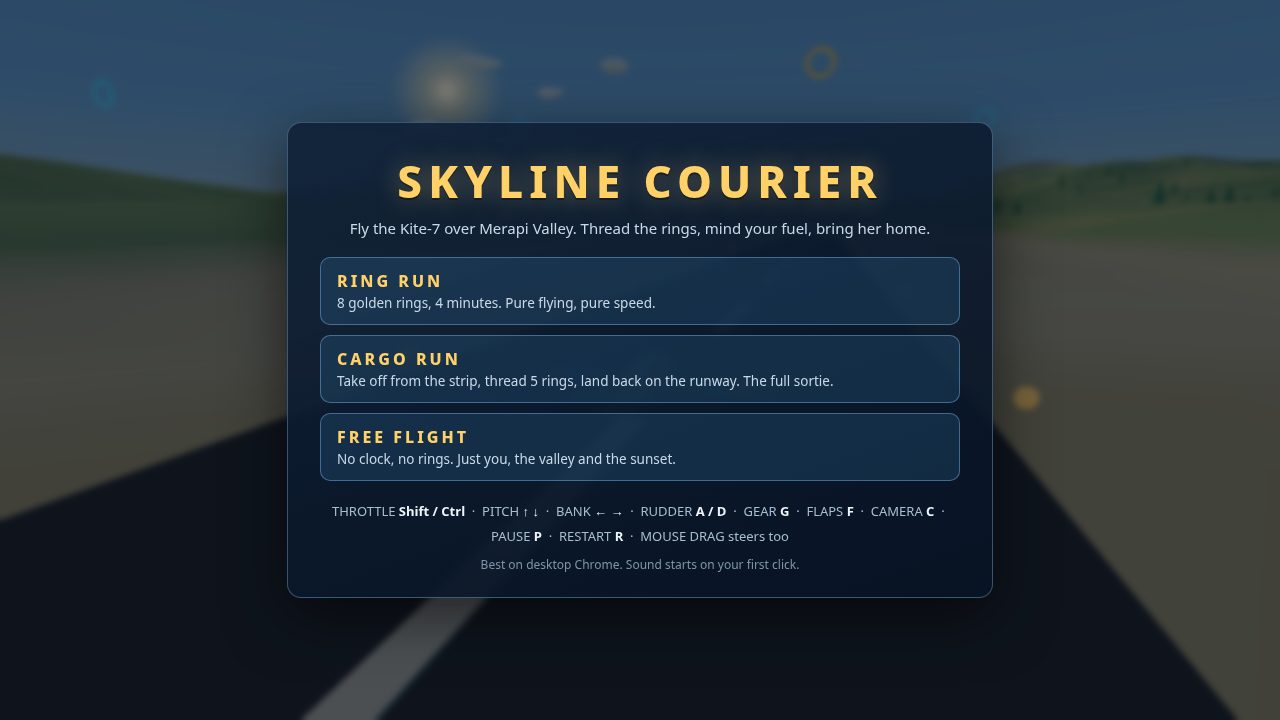 SKYLINE COURIER
Fly the Kite-7 over Merapi Valley. Thread the rings, mind your fuel, bring her home.
RING RUN
8 golden rings, 4 minutes. Pure flying, pure speed.
CARGO RUN
Take off from the strip, thread 5 rings, land back on the runway. The full sortie.
FREE FLIGHT
No clock, no rings. Just you, the valley and the sunset.
THROTTLE Shift / Ctrl · PITCH ↑ ↓ · BANK ← → · RUDDER A / D · GEAR G · FLAPS F · CAMERA C ·
PAUSE P · RESTART R · MOUSE DRAG steers too
Best on desktop Chrome. Sound starts on your first click.